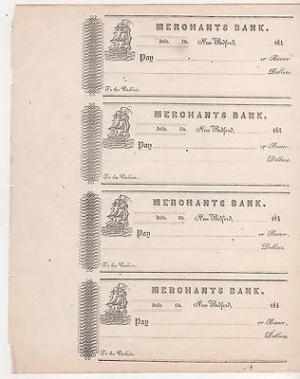 MERCHANTS BANK.
Dolls. Cts. New Bedford, 184
Pay or Bearer
Dollars.
To the Cashier.
MERCHANTS BANK.
Dolls. Cts. New Bedford, 184
Pay or Bearer,
Dollars.
To the Cashier.
MERCHANTS BANK.
Dolls. Cts. New Bedford, 184
Pay or Bearer,
Dollars.
To the Cashier.
MERCHANTS BANK.
Dolls. Cts. New Bedford, 184
Pay or Bearer,
Dollars.
To the Cashier.